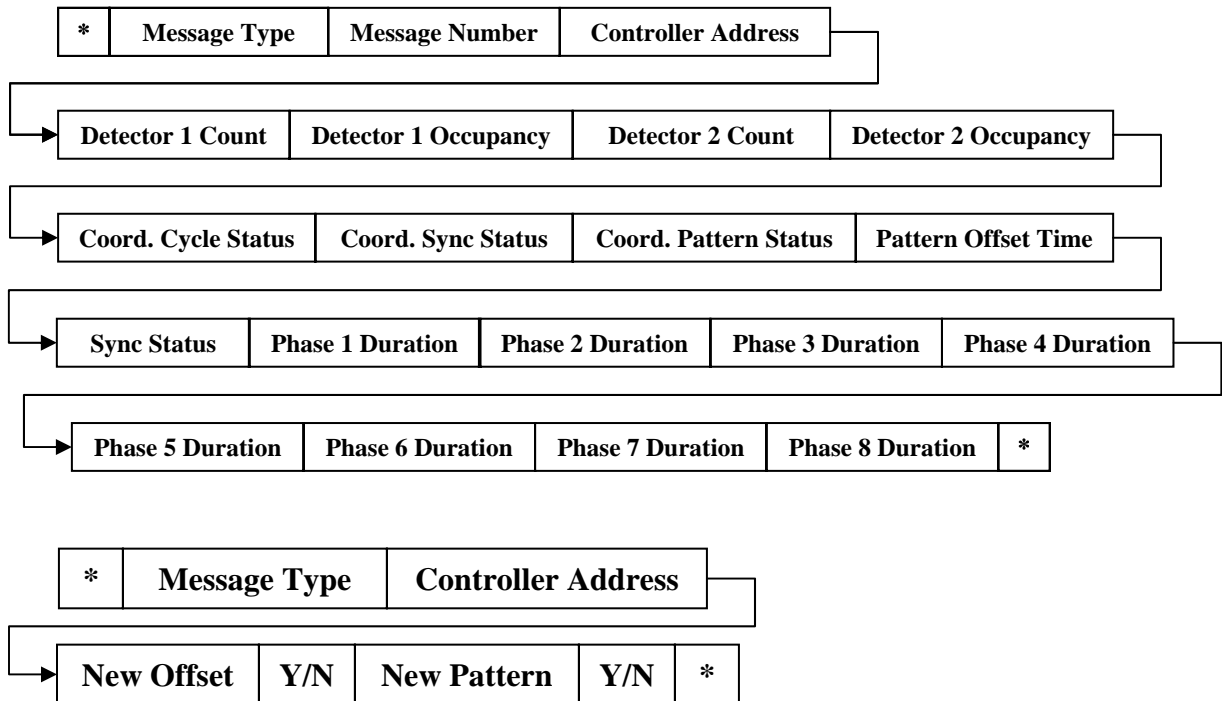 * Message Type Message Number Controller Address
Detector 1 Count Detector 1 Occupancy Detector 2 Count Detector 2 Occupancy
Coord. Cycle Status Coord. Sync Status Coord. Pattern Status Pattern Offset Time
Sync Status Phase 1 Duration Phase 2 Duration Phase 3 Duration Phase 4 Duration
Phase 5 Duration Phase 6 Duration Phase 7 Duration Phase 8 Duration *
* Message Type Controller Address
New Offset Y/N New Pattern Y/N *